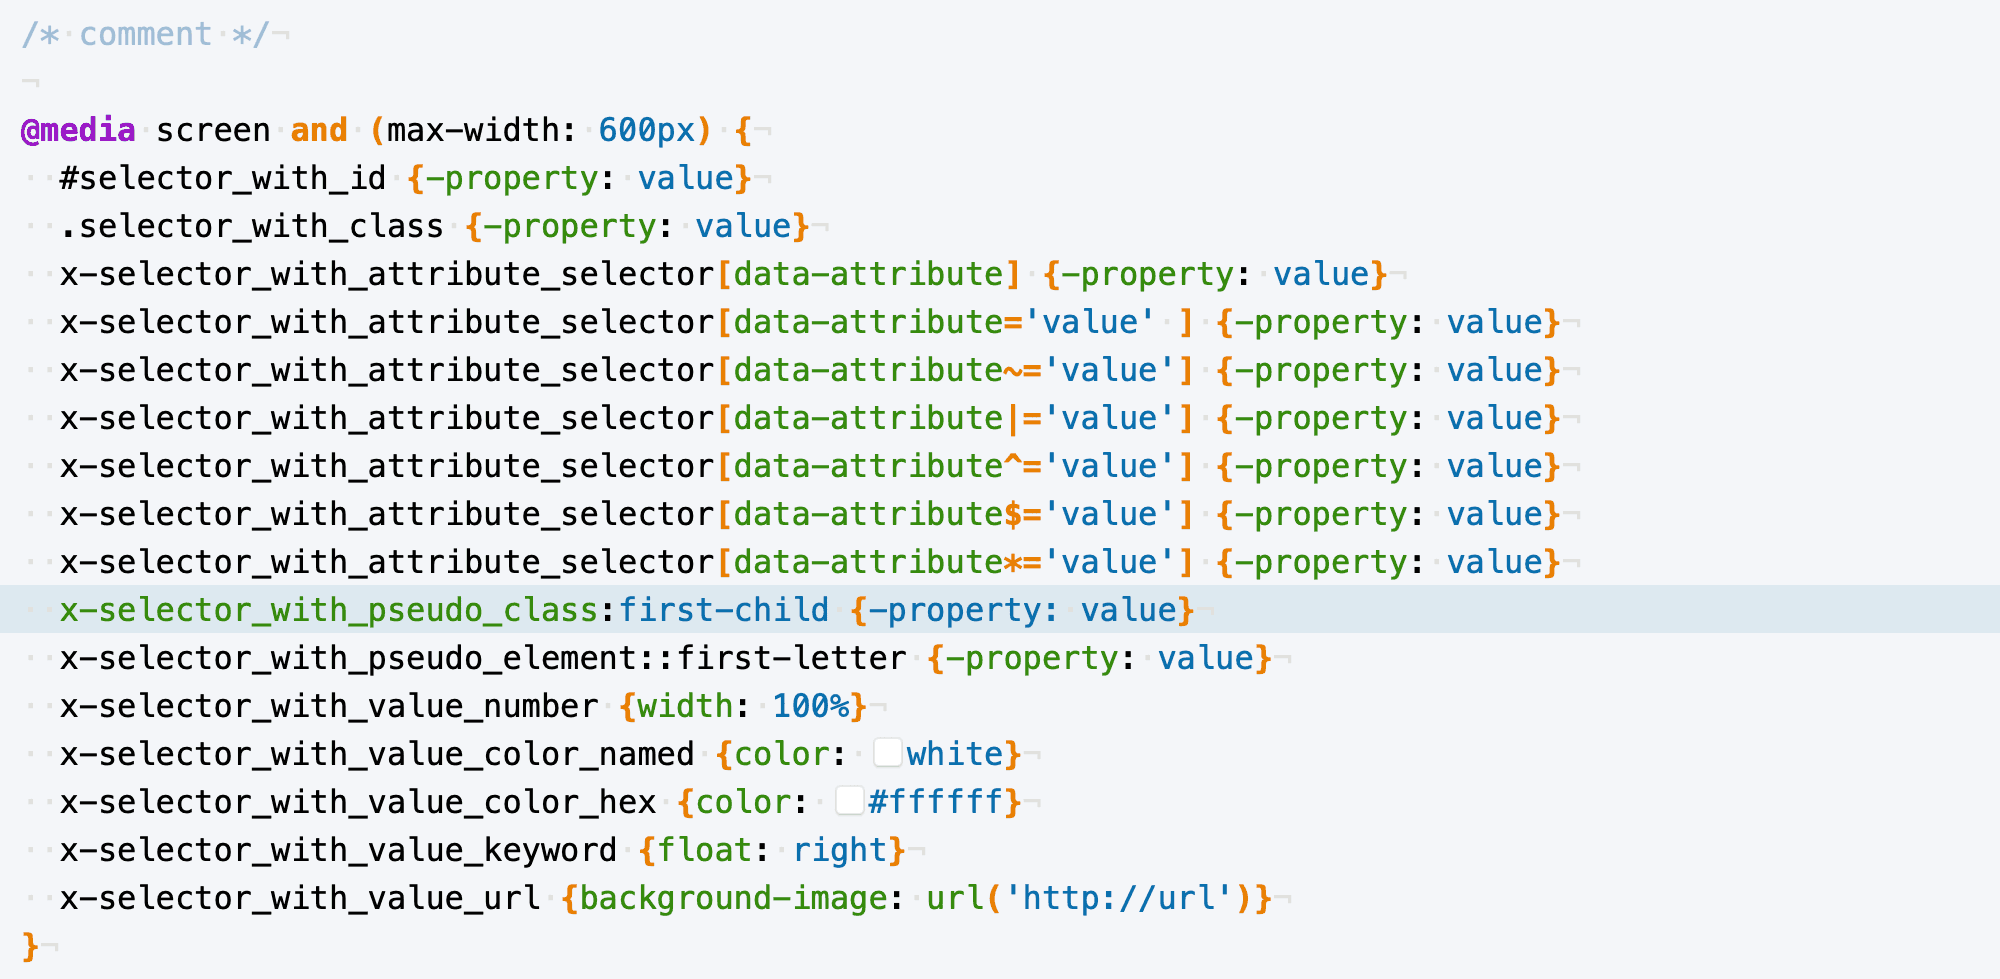 /* comment */

@media screen and (max-width: 600px) {
  #selector_with_id {-property: value}
  .selector_with_class {-property: value}
  x-selector_with_attribute_selector[data-attribute] {-property: value}
  x-selector_with_attribute_selector[data-attribute='value' ] {-property: value}
  x-selector_with_attribute_selector[data-attribute~='value'] {-property: value}
  x-selector_with_attribute_selector[data-attribute|='value'] {-property: value}
  x-selector_with_attribute_selector[data-attribute^='value'] {-property: value}
  x-selector_with_attribute_selector[data-attribute$='value'] {-property: value}
  x-selector_with_attribute_selector[data-attribute*='value'] {-property: value}
  x-selector_with_pseudo_class:first-child {-property: value}
  x-selector_with_pseudo_element::first-letter {-property: value}
  x-selector_with_value_number {width: 100%}
  x-selector_with_value_color_named {color: white}
  x-selector_with_value_color_hex {color: #ffffff}
  x-selector_with_value_keyword {float: right}
  x-selector_with_value_url {background-image: url('http://url')}
}